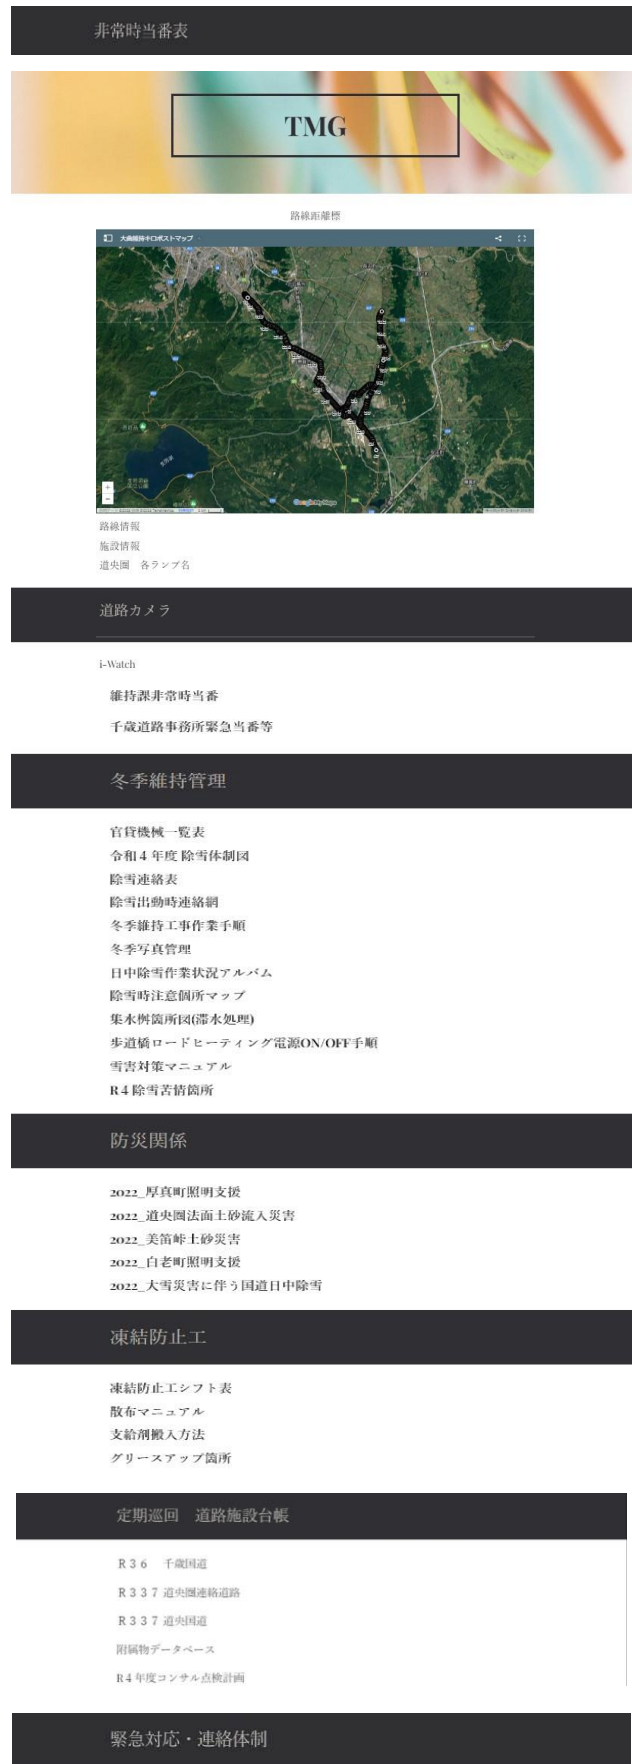 非常時当番表
TMG
路線距離標
大曲維持キロポストマップ
路線情報
施設情報
道央圏　各ランプ名
道路カメラ
i-Watch
維持課非常時当番
千歳道路事務所緊急当番等
冬季維持管理
官貸機械一覧表
令和４年度 除雪体制図
除雪連絡表
除雪出動時連絡網
冬季維持工事作業手順
冬季写真管理
日中除雪作業状況アルバム
除雪時注意個所マップ
集水桝箇所図(滞水処理)
歩道橋ロードヒーティング電源ON/OFF手順
雪害対策マニュアル
R４除雪苦情箇所
防災関係
2022_厚真町照明支援
2022_道央圏法面土砂流入災害
2022_美笛峠土砂災害
2022_白老町照明支援
2022_大雪災害に伴う国道日中除雪
凍結防止工
凍結防止工シフト表
散布マニュアル
支給剤搬入方法
グリースアップ箇所
定期巡回　道路施設台帳
R３６　千歳国道
R３３７ 道央圏連絡道路
R３３７ 道央国道
附属物データベース
R４年度コンサル点検計画
緊急対応・連絡体制